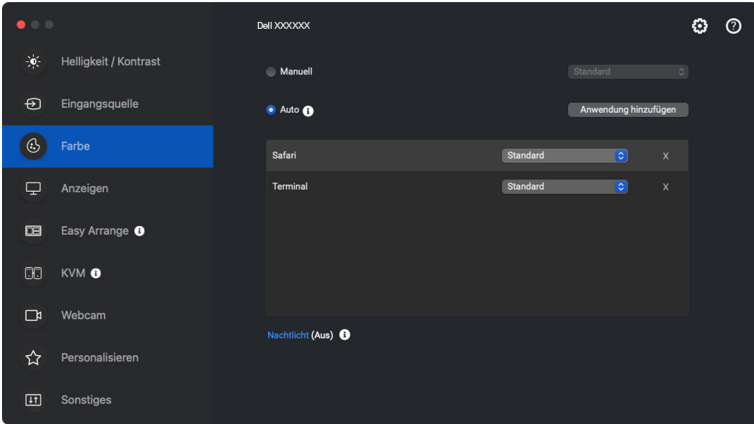 Dell XXXXXX
Helligkeit / Kontrast
Eingangsquelle
Farbe
Anzeigen
Easy Arrange
KVM
Webcam
Personalisieren
Sonstiges
Manuell
Standard
Auto
Anwendung hinzufügen
Safari
Standard
X
Terminal
Standard
X
Nachtlicht (Aus)